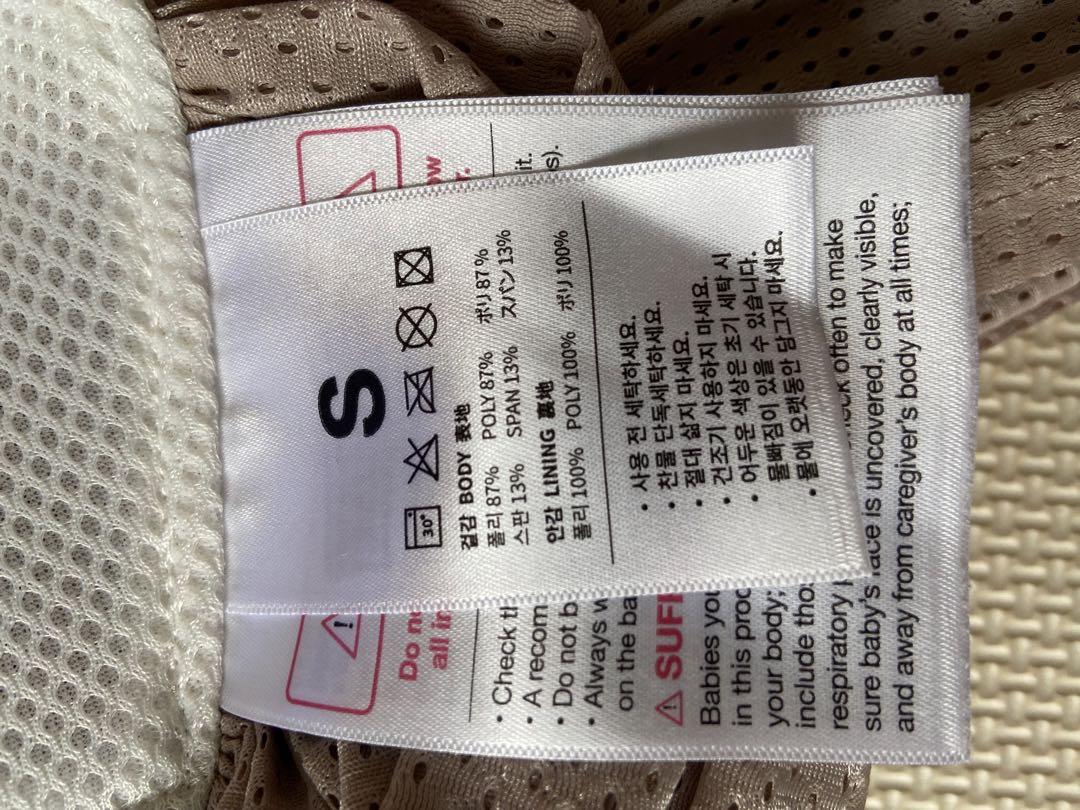 S
30°
겉감 BODY 表地
폴리 87% POLY 87% ポリ 87%
스판 13% SPAN 13% スパン 13%
안감 LINING 裏地
폴리 100% POLY 100% ポリ 100%
• 사용 전 세탁하세요.
• 찬물 단독세탁하세요.
• 절대 삶지 마세요.
• 건조기 사용하지 마세요.
• 어두운 색상은 초기 세탁 시
물빠짐이 있을 수 있습니다.
• 물에 오랫동안 담그지 마세요.
Do
all
• Check
• A
it.
• Do not
• Always
on the
Babies
in this
your body;
include
respiratory
often to make
sure baby's face is uncovered, clearly visible,
and away from caregiver's body at all times;